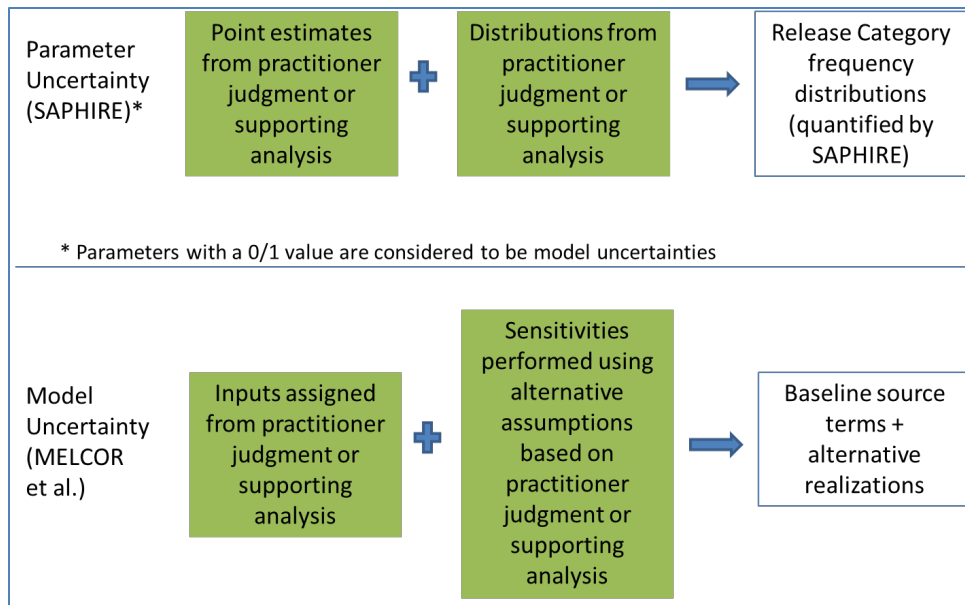 Parameter
Uncertainty
(SAPHIRE)*
Point estimates
from practitioner
judgment or
supporting
analysis
Distributions from
practitioner
judgment or
supporting
analysis
Release Category
frequency
distributions
(quantified by
SAPHIRE)
* Parameters with a 0/1 value are considered to be model uncertainties
Model
Uncertainty
(MELCOR
et al.)
Inputs assigned
from practitioner
judgment or
supporting
analysis
Sensitivities
performed using
alternative
assumptions
based on
practitioner
judgment or
supporting
analysis
Baseline source
terms +
alternative
realizations